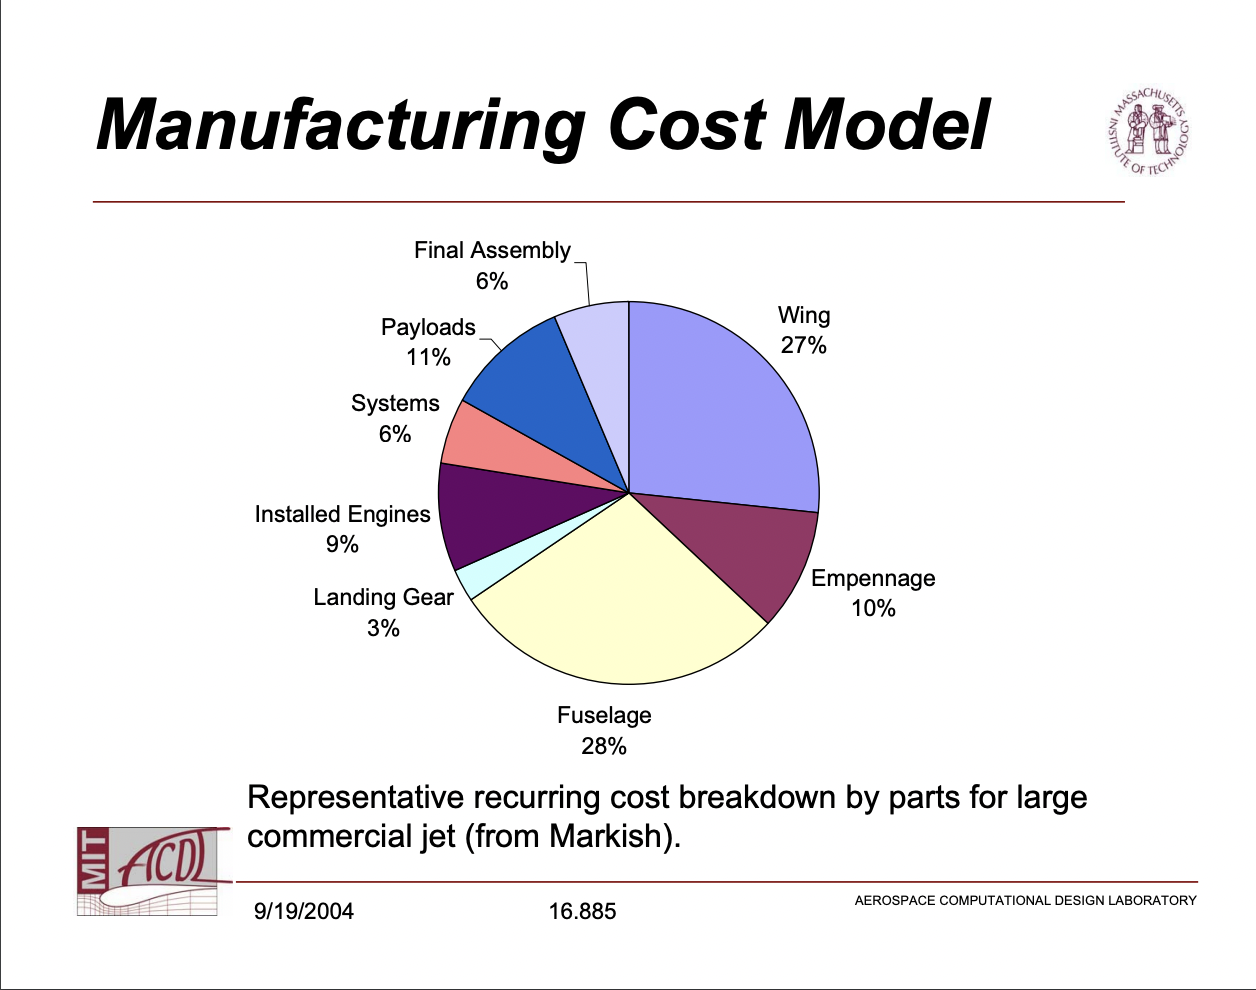 Manufacturing Cost Model
MASSACHUSETTS INSTITUTE OF TECHNOLOGY
Final Assembly
6%
Wing
27%
Payloads
11%
Systems
6%
Installed Engines
9%
Empennage
10%
Landing Gear
3%
Fuselage
28%
Representative recurring cost breakdown by parts for large
commercial jet (from Markish).
MIT
ACDL
9/19/2004
16.885
AEROSPACE COMPUTATIONAL DESIGN LABORATORY